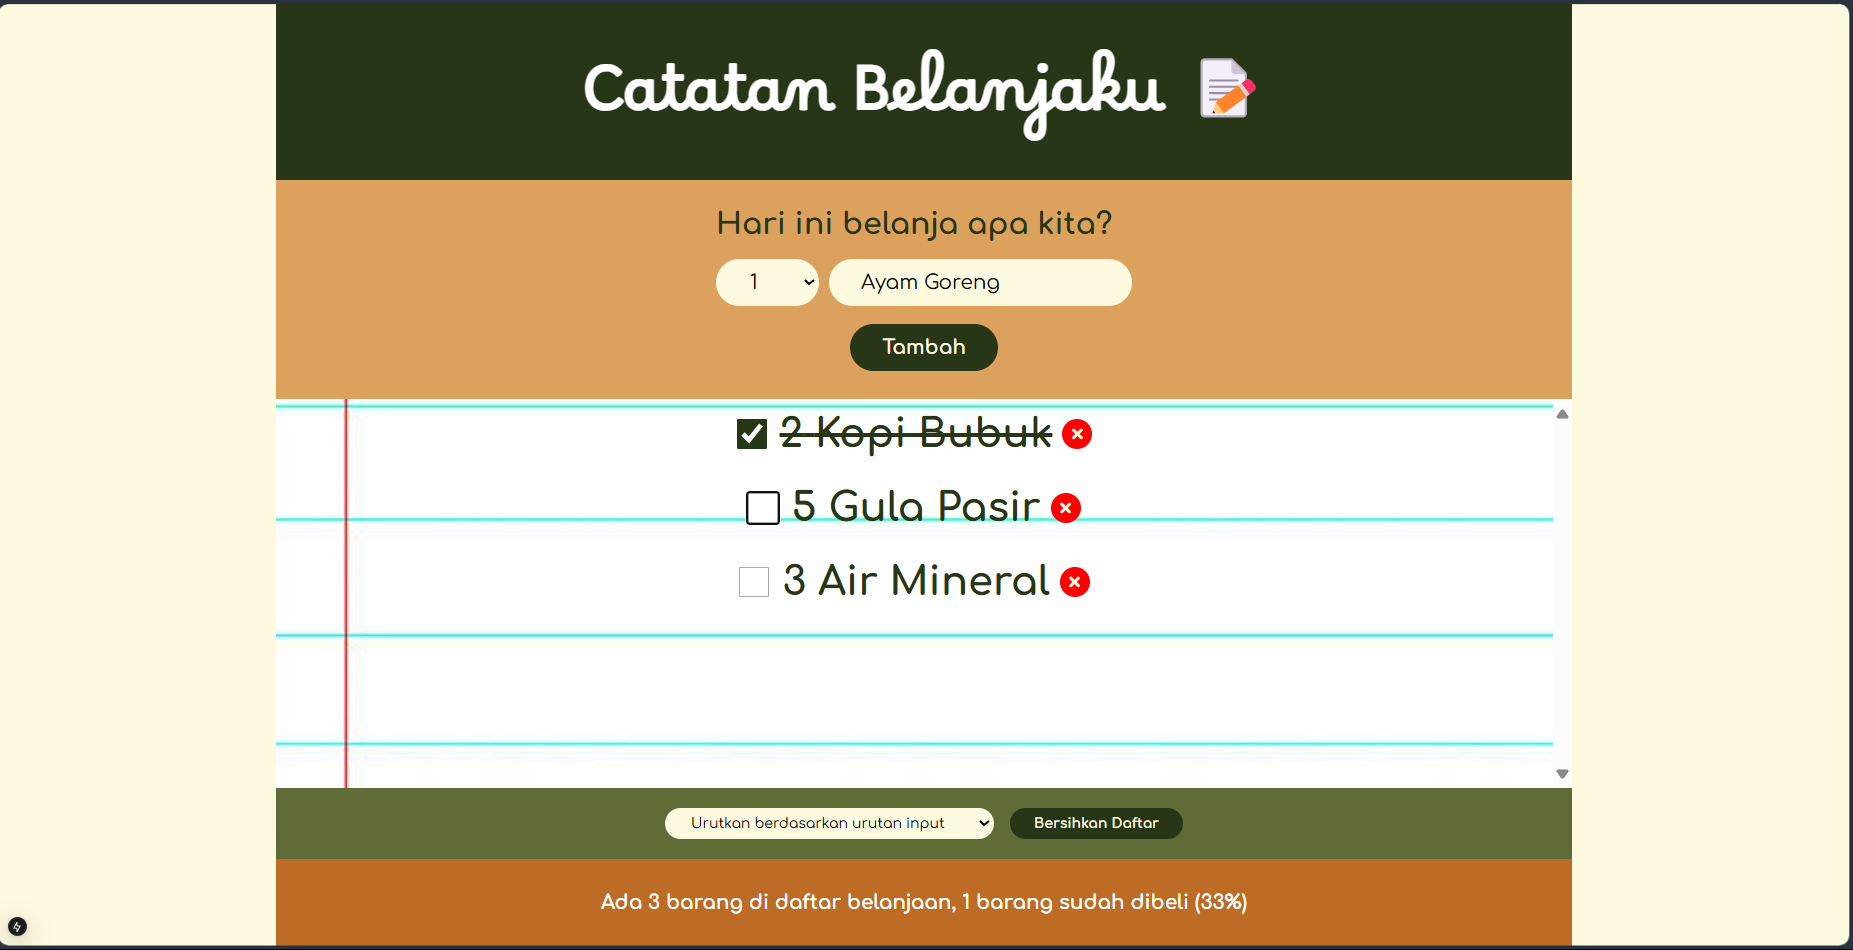 Catatan Belanjaku
Hari ini belanja apa kita?
1 Ayam Goreng
Tambah
2 Kopi Bubuk
5 Gula Pasir
3 Air Mineral
Urutkan berdasarkan urutan input Bersihkan Daftar
Ada 3 barang di daftar belanjaan, 1 barang sudah dibeli (33%)